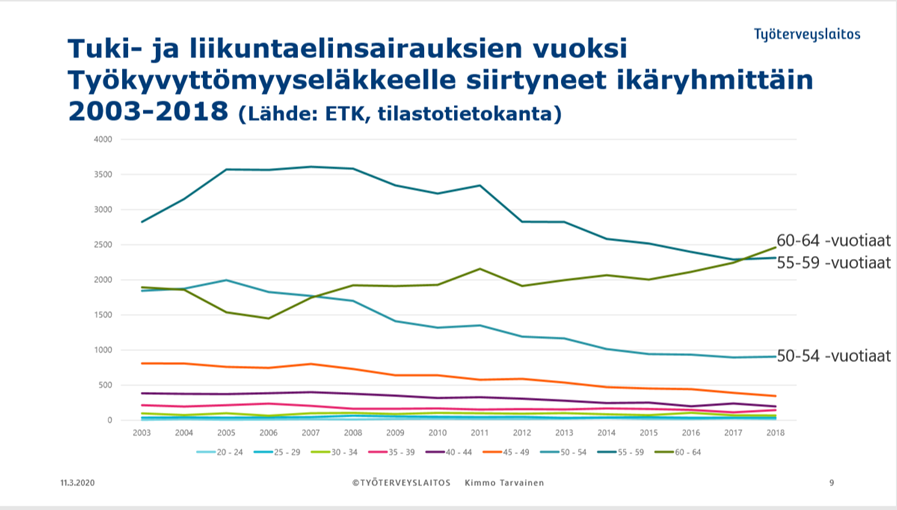 Työterveyslaitos
Tuki- ja liikuntaelinsairauksien vuoksi
Työkyvyttömyyseläkkeelle siirtyneet ikäryhmittäin
2003-2018 (Lähde: ETK, tilastotietokanta)
4000
3500
3000
2500
2000
1500
1000
500
0
60-64 -vuotiaat
55-59 -vuotiaat
50-54 -vuotiaat
2003 2004 2005 2006 2007 2008 2009 2010 2011 2012 2013 2014 2015 2016 2017 2018
20 - 24 25 - 29 30 - 34 35 - 39 40 - 44 45 - 49 50 - 54 55 - 59 60 - 64
11.3.2020 ©TYÖTERVEYSLAITOS Kimmo Tarvainen 9